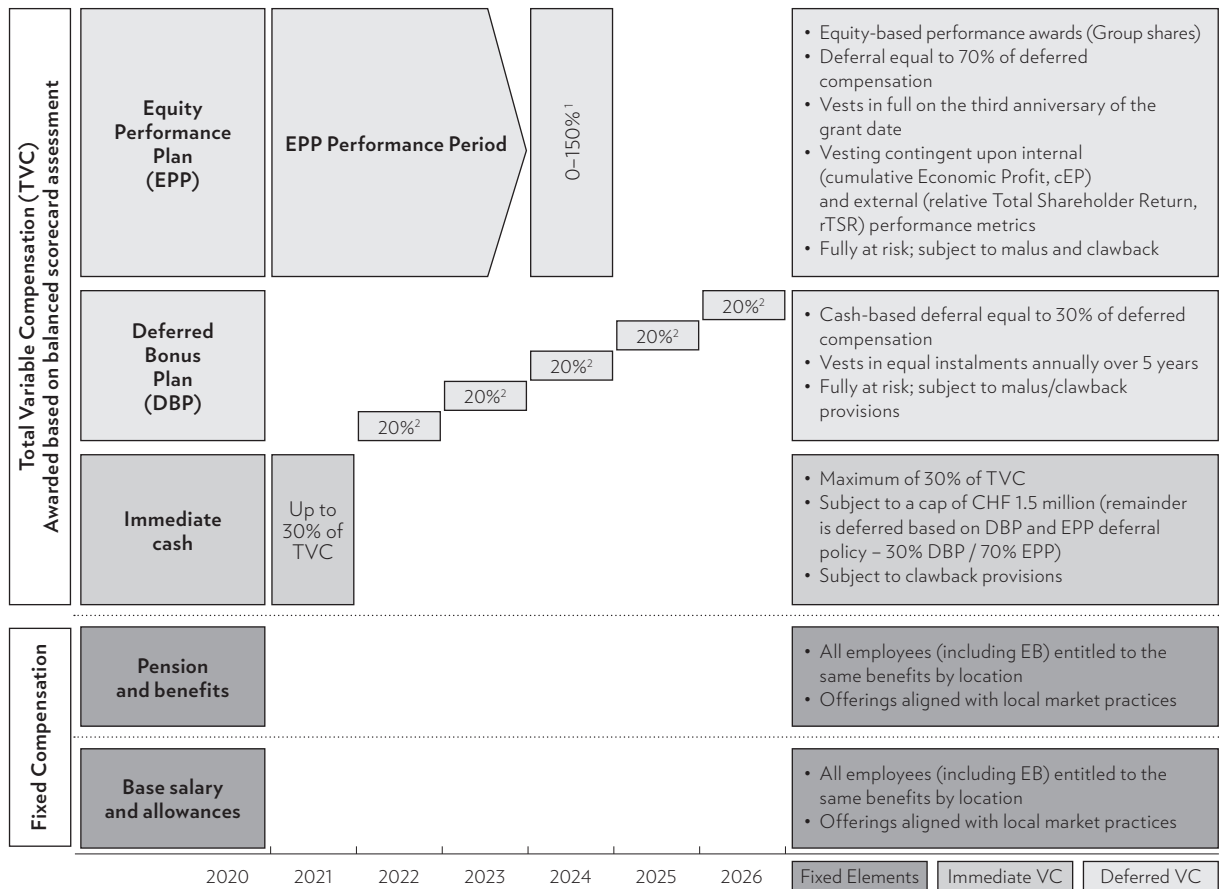 Total Variable Compensation (TVC)
Awarded based on balanced scorecard assessment
Equity
Performance
Plan
(EPP)
EPP Performance Period
0–150%¹
• Equity-based performance awards (Group shares)
• Deferral equal to 70% of deferred
compensation
• Vests in full on the third anniversary of the
grant date
• Vesting contingent upon internal
(cumulative Economic Profit, cEP)
and external (relative Total Shareholder Return,
rTSR) performance metrics
• Fully at risk; subject to malus and clawback
Deferred
Bonus
Plan
(DBP)
20%²
20%²
20%²
20%²
20%²
• Cash-based deferral equal to 30% of deferred
compensation
• Vests in equal instalments annually over 5 years
• Fully at risk; subject to malus/clawback
provisions
Immediate
cash
Up to
30% of
TVC
• Maximum of 30% of TVC
• Subject to a cap of CHF 1.5 million (remainder
is deferred based on DBP and EPP deferral
policy – 30% DBP / 70% EPP)
• Subject to clawback provisions
Fixed Compensation
Pension
and benefits
• All employees (including EB) entitled to the
same benefits by location
• Offerings aligned with local market practices
Base salary
and allowances
• All employees (including EB) entitled to the
same benefits by location
• Offerings aligned with local market practices
2020 2021 2022 2023 2024 2025 2026
Fixed Elements Immediate VC Deferred VC